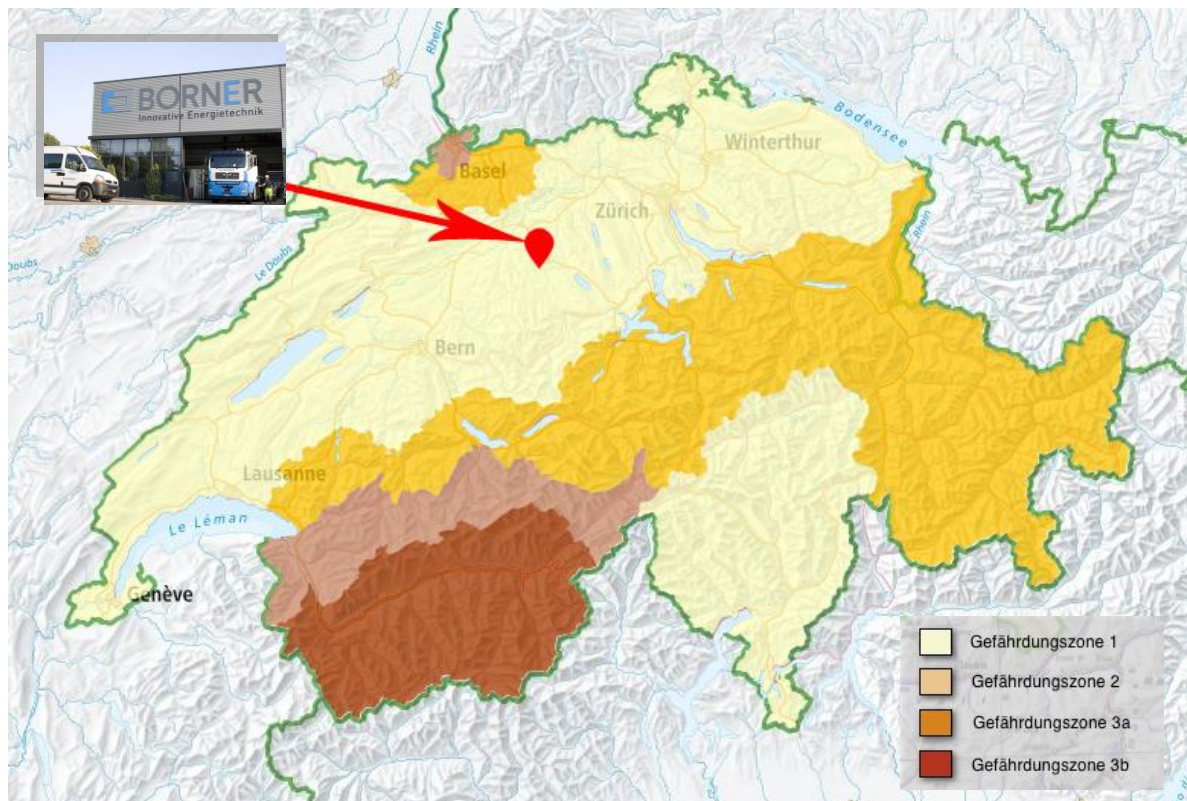 BORNER
Innovative Energietechnik
Rhein
Bodensee
Winterthur
Basel
Zürich
Rhein
Le Doubs
Doubs
Bern
Lausanne
Le Léman
Genève
Gefährdungszone 1
Gefährdungszone 2
Gefährdungszone 3a
Gefährdungszone 3b